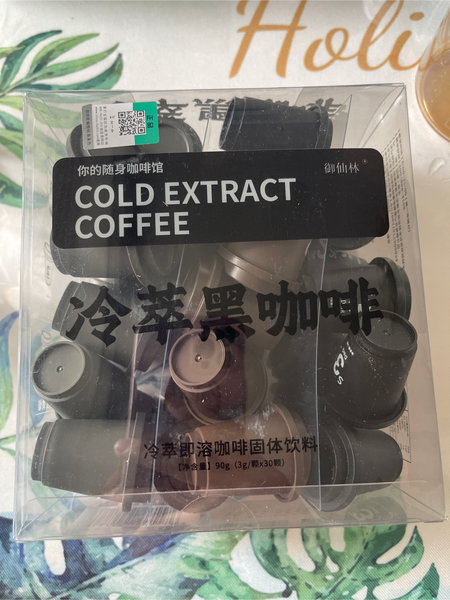 Holi
你的随身咖啡馆
御仙林
COLD EXTRACT
COFFEE
冷萃黑咖啡
冷萃即溶咖啡固体饮料
【净含量】90g（3g/颗x30颗）